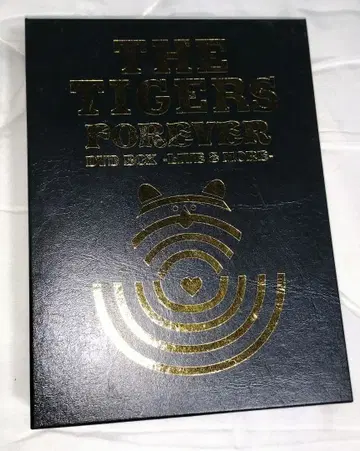 THE
TIGERS
FOREVER
DVD BOX -LIVE & MORE-